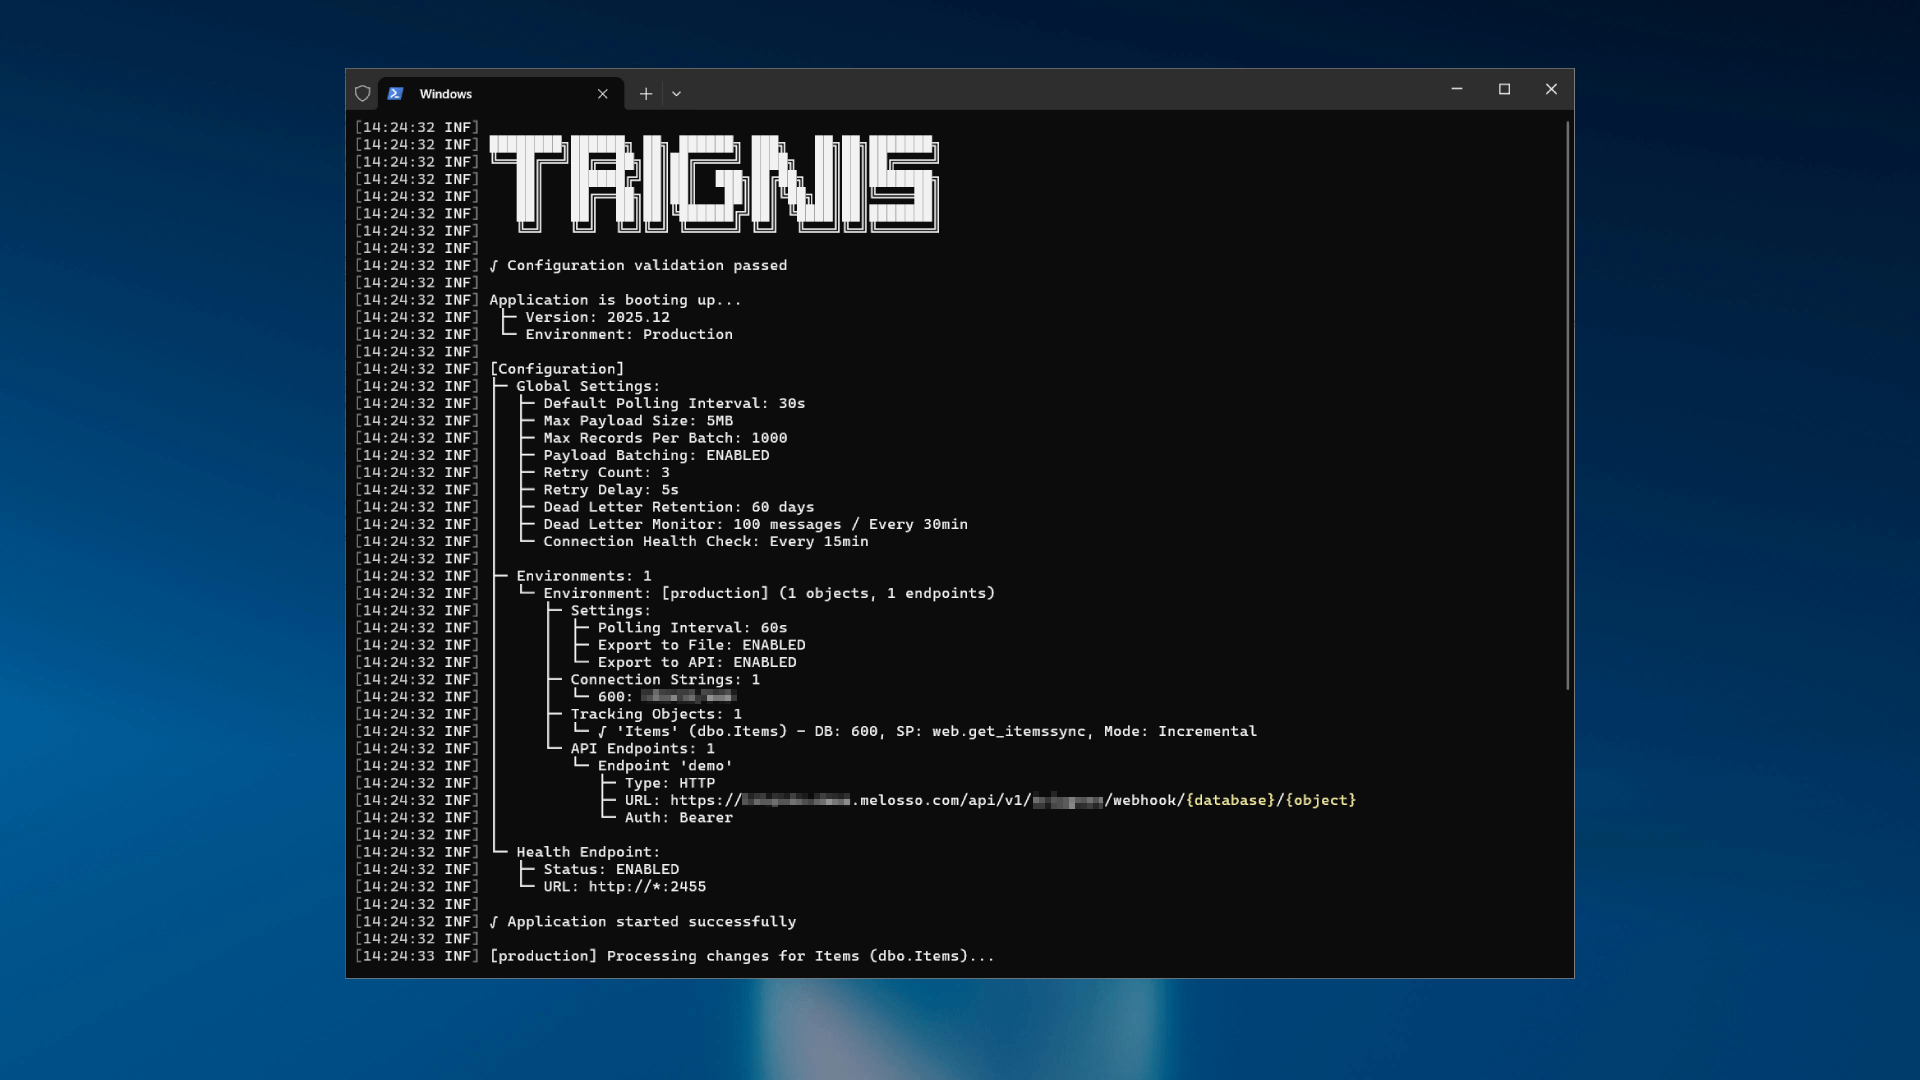 Windows
[14:24:32 INF]
[14:24:32 INF] TRIGNIS
[14:24:32 INF]
[14:24:32 INF]
[14:24:32 INF]
[14:24:32 INF]
[14:24:32 INF]
[14:24:32 INF]
[14:24:32 INF] √ Configuration validation passed
[14:24:32 INF]
[14:24:32 INF] Application is booting up...
[14:24:32 INF] ├─ Version: 2025.12
[14:24:32 INF] └─ Environment: Production
[14:24:32 INF]
[14:24:32 INF] [Configuration]
[14:24:32 INF] ├─ Global Settings:
[14:24:32 INF] │  ├─ Default Polling Interval: 30s
[14:24:32 INF] │  ├─ Max Payload Size: 5MB
[14:24:32 INF] │  ├─ Max Records Per Batch: 1000
[14:24:32 INF] │  ├─ Payload Batching: ENABLED
[14:24:32 INF] │  ├─ Retry Count: 3
[14:24:32 INF] │  ├─ Retry Delay: 5s
[14:24:32 INF] │  ├─ Dead Letter Retention: 60 days
[14:24:32 INF] │  ├─ Dead Letter Monitor: 100 messages / Every 30min
[14:24:32 INF] │  └─ Connection Health Check: Every 15min
[14:24:32 INF] │
[14:24:32 INF] ├─ Environments: 1
[14:24:32 INF] │  └─ Environment: [production] (1 objects, 1 endpoints)
[14:24:32 INF] │     ├─ Settings:
[14:24:32 INF] │     │  ├─ Polling Interval: 60s
[14:24:32 INF] │     │  ├─ Export to File: ENABLED
[14:24:32 INF] │     │  └─ Export to API: ENABLED
[14:24:32 INF] │     ├─ Connection Strings: 1
[14:24:32 INF] │     │  └─ 600:
[14:24:32 INF] │     ├─ Tracking Objects: 1
[14:24:32 INF] │     │  └─ √ 'Items' (dbo.Items) - DB: 600, SP: web.get_itemssync, Mode: Incremental
[14:24:32 INF] │     └─ API Endpoints: 1
[14:24:32 INF] │        └─ Endpoint 'demo'
[14:24:32 INF] │           ├─ Type: HTTP
[14:24:32 INF] │           ├─ URL: https://.melosso.com/api/v1/ /webhook/{database}/{object}
[14:24:32 INF] │           └─ Auth: Bearer
[14:24:32 INF] │
[14:24:32 INF] └─ Health Endpoint:
[14:24:32 INF]    ├─ Status: ENABLED
[14:24:32 INF]    └─ URL: http://*:2455
[14:24:32 INF]
[14:24:32 INF] √ Application started successfully
[14:24:32 INF]
[14:24:33 INF] [production] Processing changes for Items (dbo.Items)...